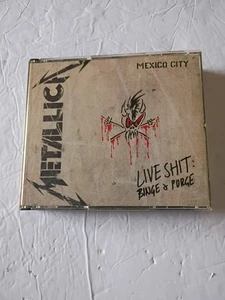 METALLICA
MEXICO CITY
LIVE SHIT:
BINGE & PURGE